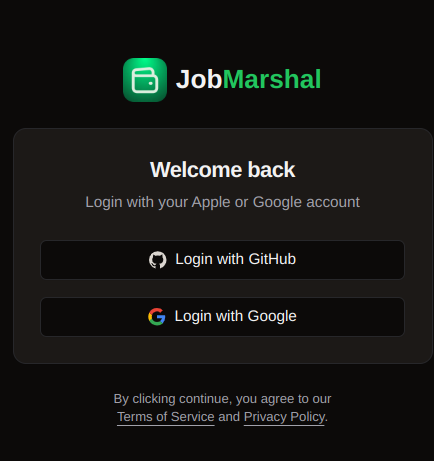 JobMarshal
Welcome back
Login with your Apple or Google account
Login with GitHub
Login with Google
By clicking continue, you agree to our
Terms of Service and Privacy Policy.